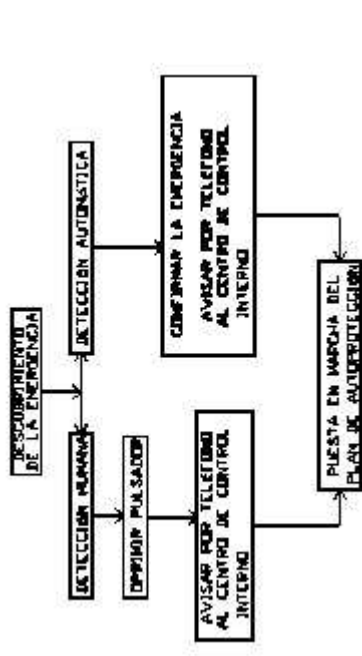 DESCUBRIMIENTO
DE LA EMERGENCIA
DETECCIÓN HUMANA
DETECCIÓN AUTOMÁTICA
OPRIMIR PULSADOR
AVISAR POR TELÉFONO
AL CENTRO DE CONTROL
INTERNO
CONFIRMAR LA EMERGENCIA
AVISAR POR TELÉFONO
AL CENTRO DE CONTROL
INTERNO
PUESTA EN MARCHA DEL
PLAN DE AUTOPROTECCIÓN